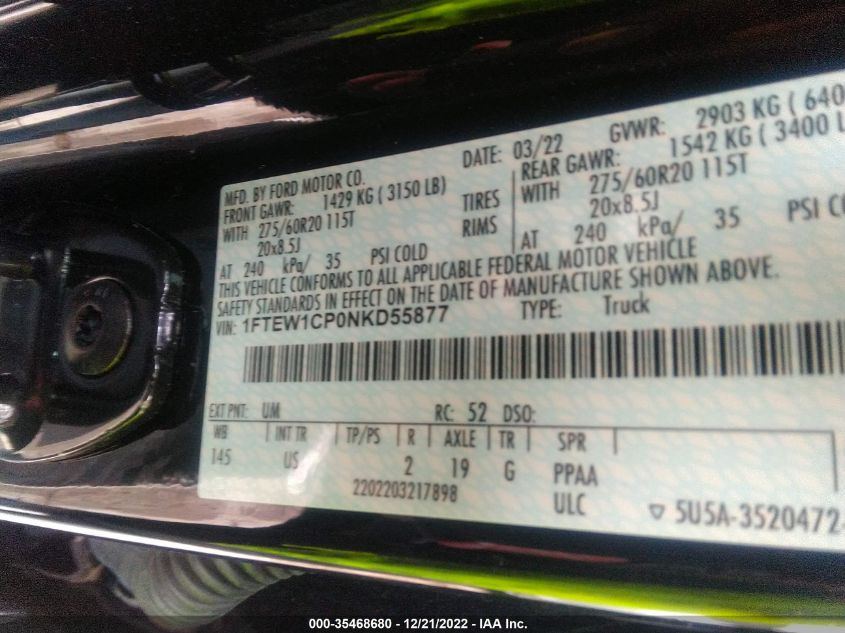 MFD. BY FORD MOTOR CO.
DATE: 03/22 GVWR: 2903 KG ( 640
FRONT GAWR: 1429 KG ( 3150 LB) REAR GAWR: 1542 KG ( 3400 L
WITH 275/60R20 115T TIRES WITH 275/60R20 115T
20x8.5J RIMS 20x8.5J
AT 240 kPa/ 35 PSI COLD AT 240 kPa/ 35 PSI CO
THIS VEHICLE CONFORMS TO ALL APPLICABLE FEDERAL MOTOR VEHICLE
SAFETY STANDARDS IN EFFECT ON THE DATE OF MANUFACTURE SHOWN ABOVE.
VIN: 1FTEW1CP0NKD55877 TYPE: Truck
EXT PNT: UM RC: 52 DSO:
WB INT TR TP/PS R AXLE TR SPR
145 US 2 19 G PPAA
2202203217898 ULC
5U5A-3520472-
000-35468680 - 12/21/2022 - IAA Inc.